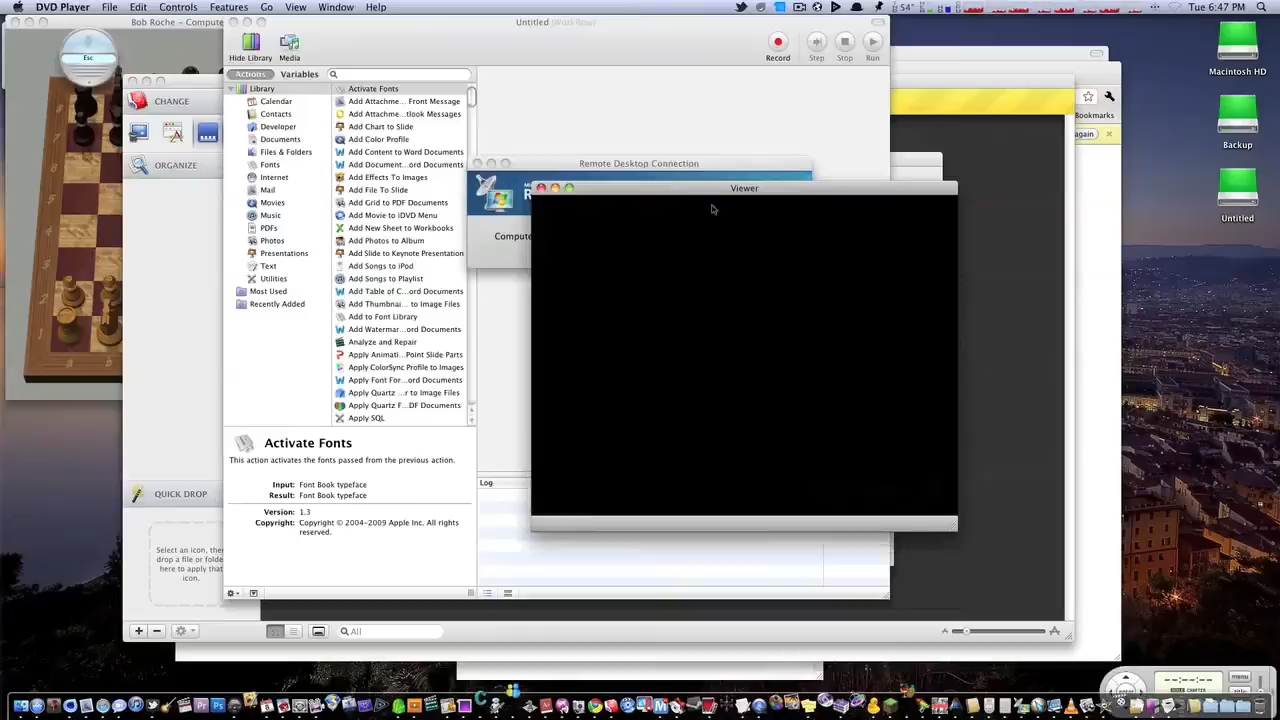 DVD Player File Edit Controls Features Go Video Window Help
54° Tue 6:47 PM
Bob Roche – Compute
Untitled (Workflow)
Esc
Hide Library Media
Record Step Stop Run
Actions Variables
CHANGE
ORGANIZE
Library
Calendar
Contacts
Developer
Documents
Files & Folders
Fonts
Internet
Mail
Movies
Music
PDFs
Photos
Presentations
Text
Utilities
Most Used
Recently Added
Activate Fonts
Add Attachme... Front Message
Add Attachme...tlook Messages
Add Chart to Slide
Add Color Profile
Add Content to Word Documents
Add Document...ord Documents
Add Effects To Images
Add File To Slide
Add Grid to PDF Documents
Add Movie to iDVD Menu
Add New Sheet to Workbooks
Add Photos to Album
Add Slide to Keynote Presentation
Add Songs to iPod
Add Songs to Playlist
Add Table of C...ord Documents
Add Thumbnai... to Image Files
Add to Font Library
Add Watermar...ord Documents
Analyze and Repair
Apply Animati...Point Slide Parts
Apply ColorSync Profile to Images
Apply Font For...ord Documents
Apply Quartz ...r to Image Files
Apply Quartz F...DF Documents
Apply SQL
Remote Desktop Connection
Compute
Viewer
Bookmarks
again
Macintosh HD
Backup
Untitled
Activate Fonts
This action activates the fonts passed from the previous action.
Input: Font Book typeface
Result: Font Book typeface
Version: 1.3
Copyright: Copyright © 2004–2009 Apple Inc. All rights
reserved.
Log
QUICK DROP
Select an icon, then
drop a file or folde
here to apply that
icon.
All
menu
title
enter